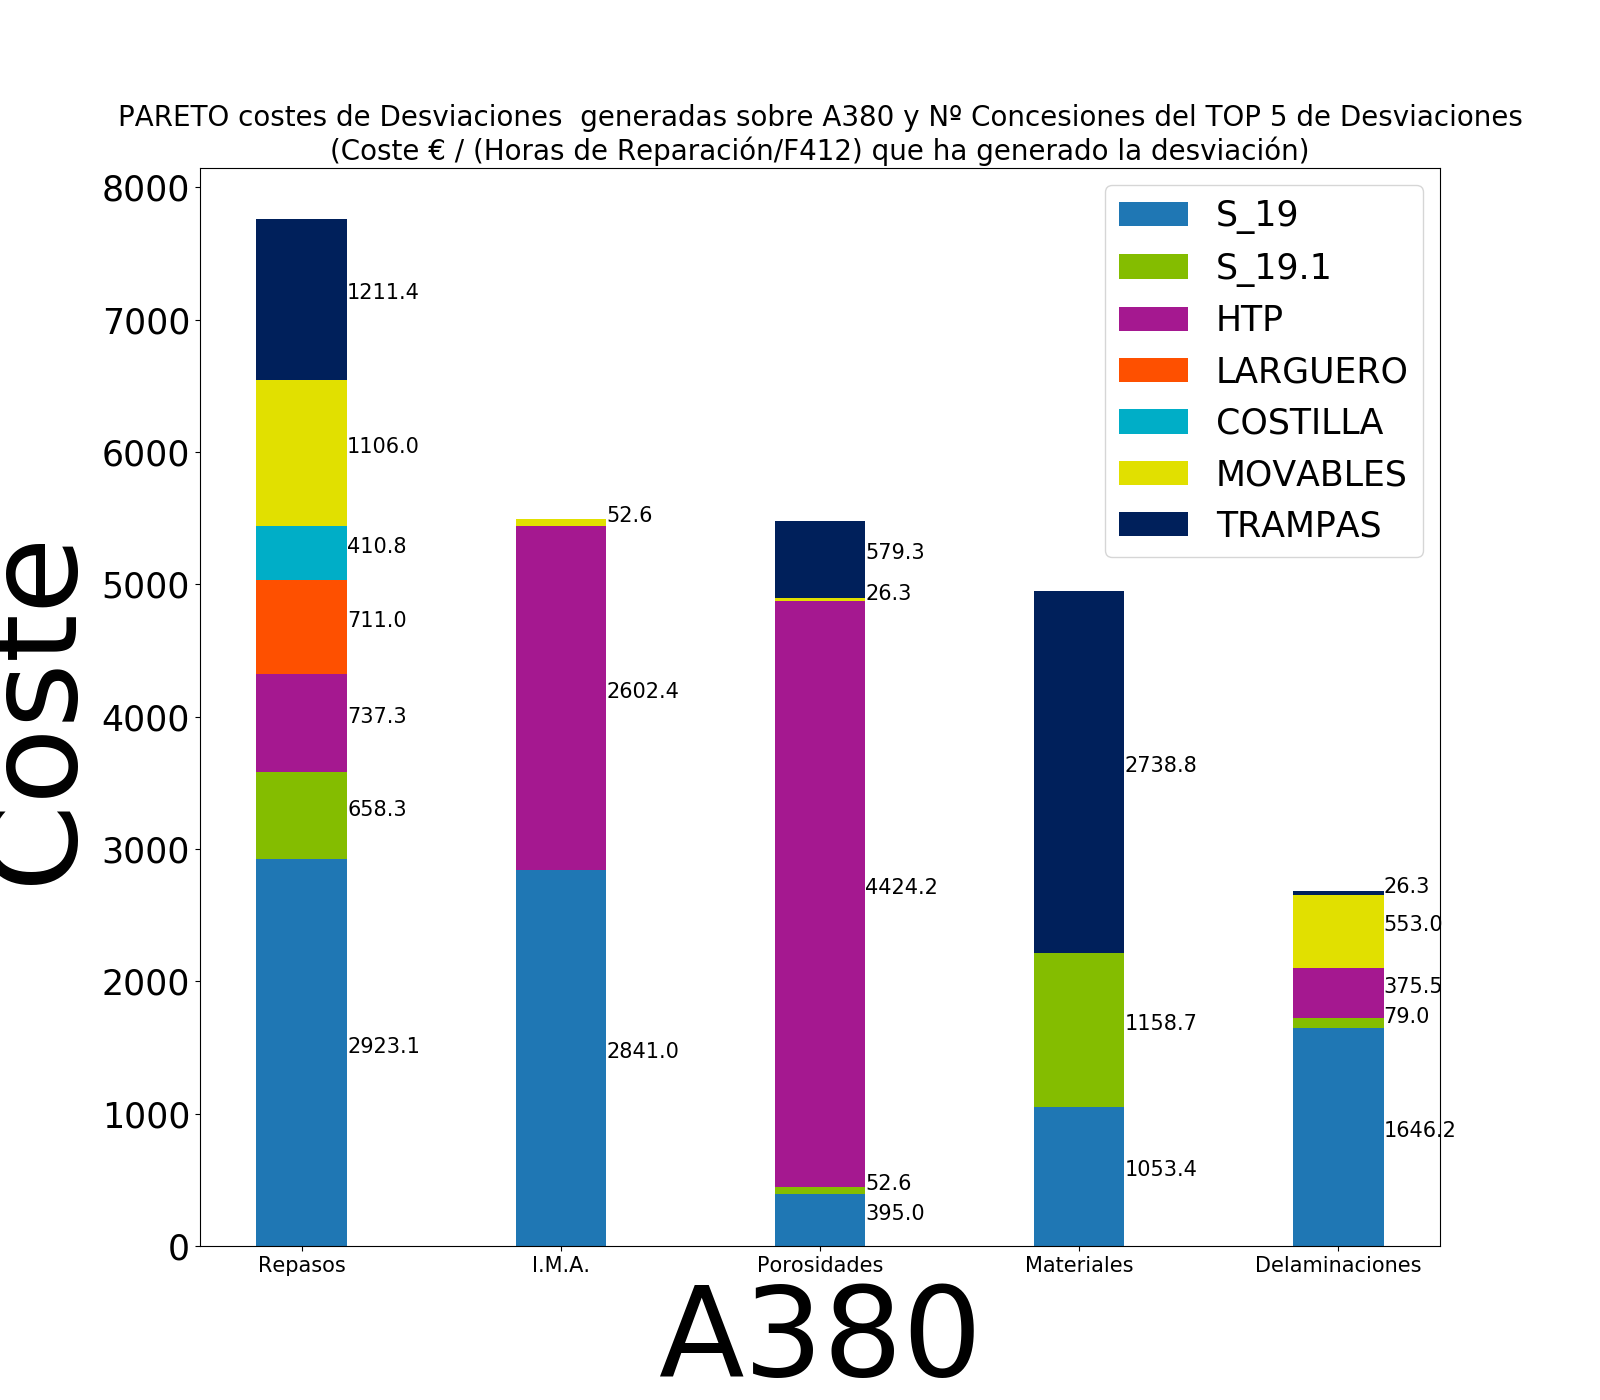 PARETO costes de Desviaciones  generadas sobre A380 y Nº Concesiones del TOP 5 de Desviaciones
(Coste € / (Horas de Reparación/F412) que ha generado la desviación)
Coste
8000
7000
6000
5000
4000
3000
2000
1000
0
S_19
S_19.1
HTP
LARGUERO
COSTILLA
MOVABLES
TRAMPAS
1211.4
1106.0
410.8
711.0
737.3
658.3
2923.1
52.6
2602.4
2841.0
579.3
26.3
4424.2
52.6
395.0
2738.8
1158.7
1053.4
26.3
553.0
375.5
79.0
1646.2
Repasos I.M.A. Porosidades Materiales Delaminaciones
A380